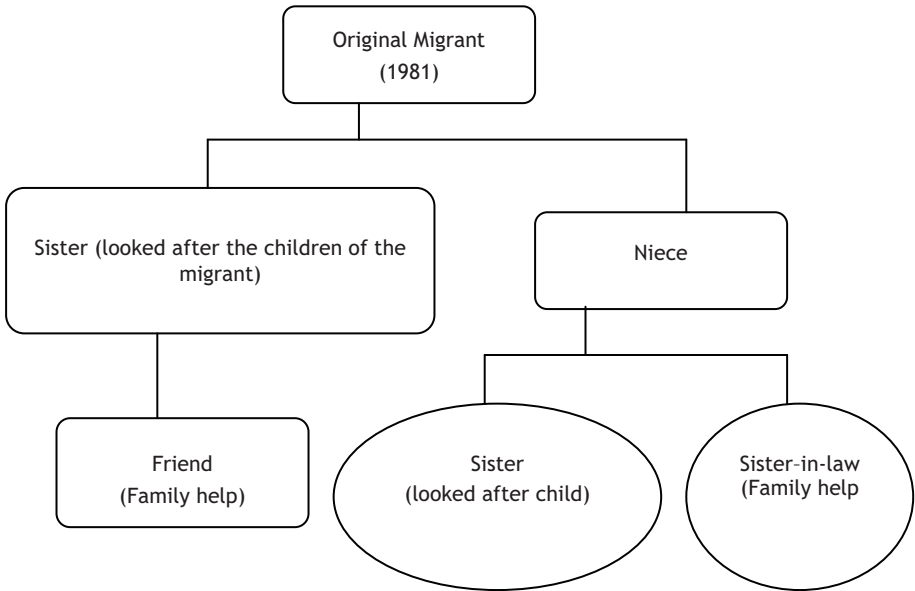 Original Migrant
(1981)
Sister (looked after the children of the
migrant)
Niece
Friend
(Family help)
Sister
(looked after child)
Sister-in-law
(Family help